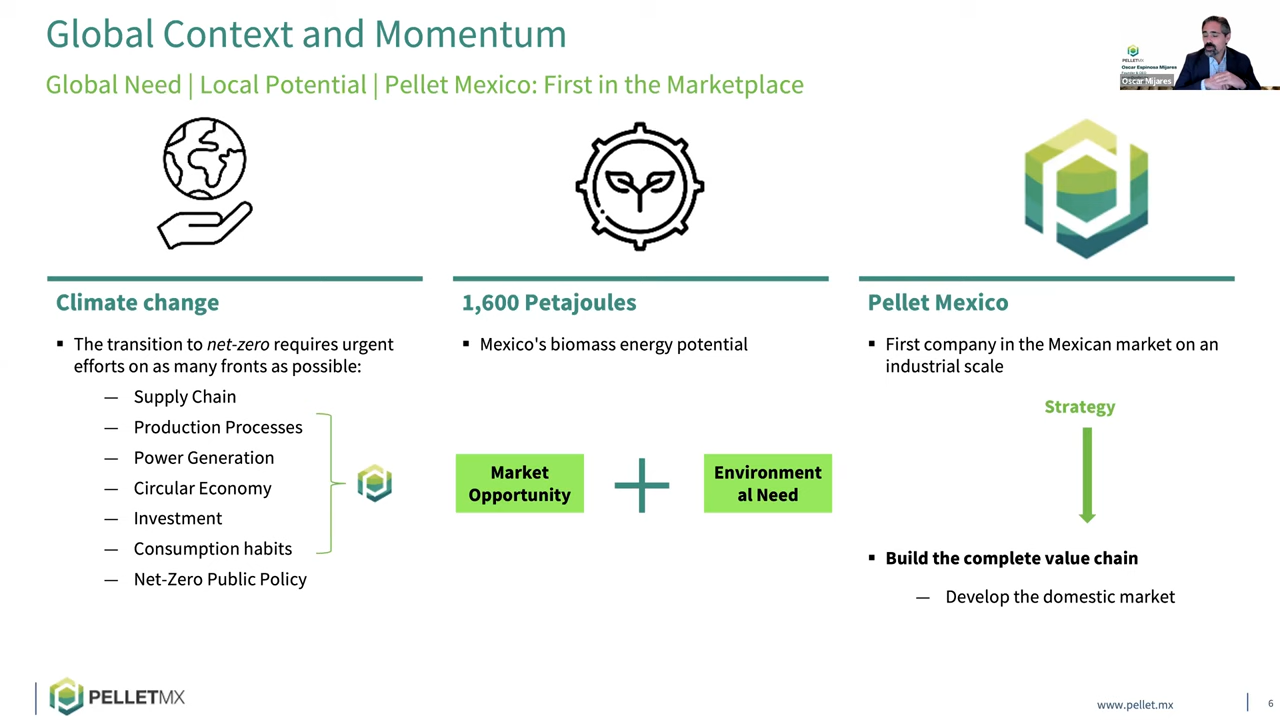 Global Context and Momentum
Global Need | Local Potential | Pellet Mexico: First in the Marketplace
PELLETMX
Oscar Espinosa Mijares
Oscar Mijares
Climate change
▪ The transition to net-zero requires urgent
efforts on as many fronts as possible:
— Supply Chain
— Production Processes
— Power Generation
— Circular Economy
— Investment
— Consumption habits
— Net-Zero Public Policy
1,600 Petajoules
▪ Mexico's biomass energy potential
Market
Opportunity
Environment
al Need
Pellet Mexico
▪ First company in the Mexican market on an
industrial scale
Strategy
▪ Build the complete value chain
— Develop the domestic market
PELLETMX
www.pellet.mx
6